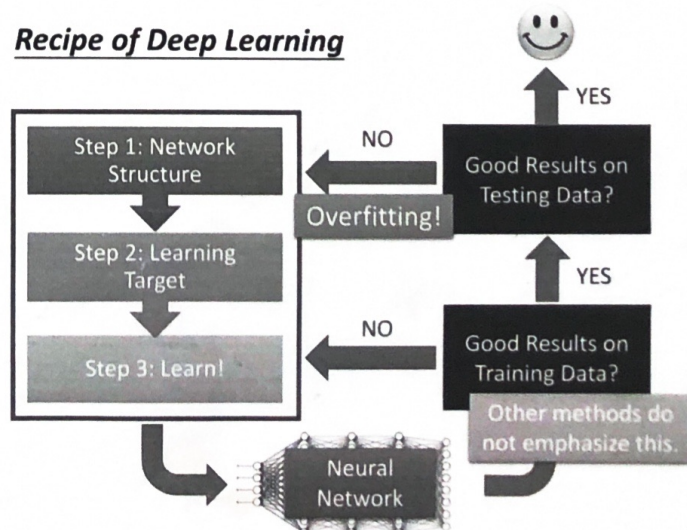 Recipe of Deep Learning
YES
Step 1: Network
Structure
NO
Good Results on
Testing Data?
Overfitting!
Step 2: Learning
Target
YES
Step 3: Learn!
NO
Good Results on
Training Data?
Other methods do
not emphasize this.
Neural
Network